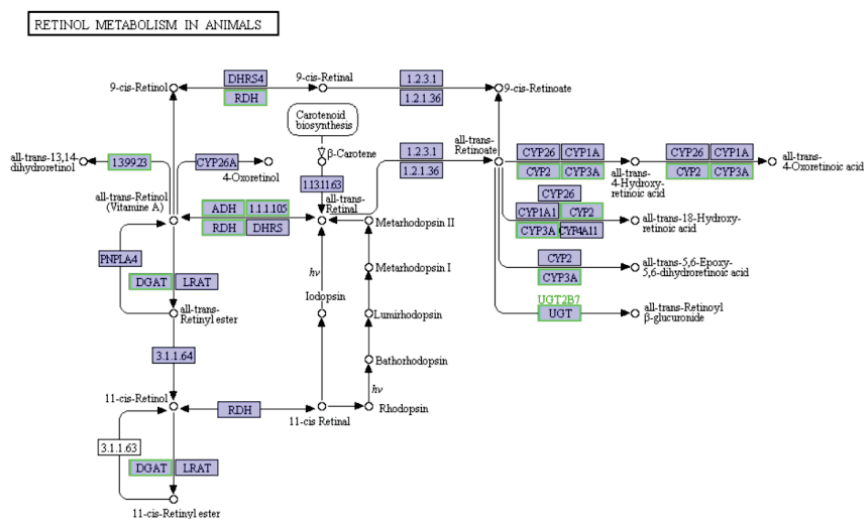 RETINOL METABOLISM IN ANIMALS
9-cis-Retinol
DHRS4
RDH
9-cis-Retinal
1.2.3.1
1.2.1.36
9-cis-Retinoate
Carotenoid
biosynthesis
β-Carotene
1.13.11.63
all-trans-
Retinal
all-trans-13,14-
dihydroretinol
1.3.99.23
CYP26A
4-Oxoretinol
all-trans-Retinol
(Vitamine A)
ADH
1.1.1.105
RDH
DHRS
1.2.3.1
1.2.1.36
all-trans-
Retinoate
CYP26
CYP1A
CYP2
CYP3A
all-trans-
4-Hydroxy-
retinoic acid
CYP26
CYP1A
CYP2
CYP3A
all-trans-
4-Oxoretinoic acid
CYP26
CYP1A1
CYP2
CYP3A
CYP4A11
all-trans-18-Hydroxy-
retinoic acid
CYP2
CYP3A
all-trans-5,6-Epoxy-
5,6-dihydroretinoic acid
UGT2B7
UGT
all-trans-Retinoyl
β-glucuronide
Metarhodopsin II
Metarhodopsin I
Lumirhodopsin
Bathorhodopsin
hν
Rhodopsin
hν
Iodopsin
PNPLA4
DGAT
LRAT
all-trans-
Retinyl ester
3.1.1.64
11-cis-Retinol
RDH
11-cis Retinal
3.1.1.63
DGAT
LRAT
11-cis-Retinyl ester